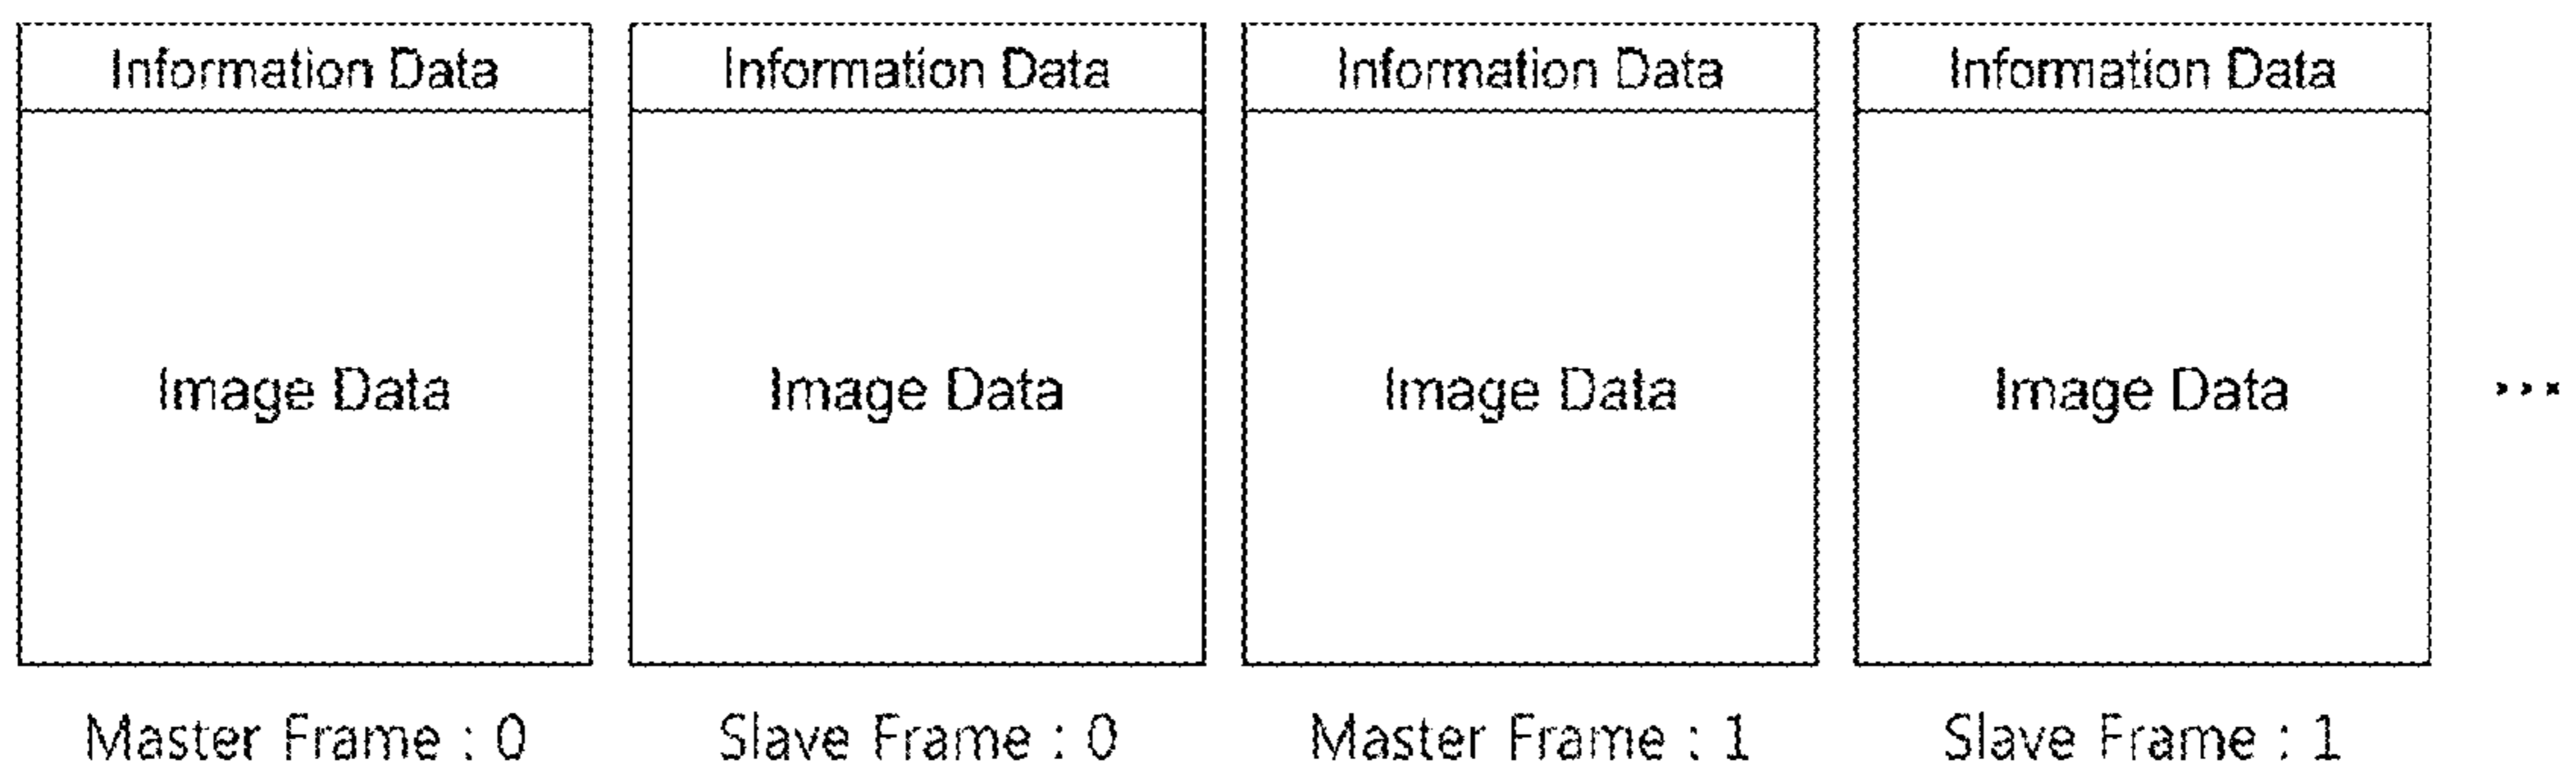 Information Data Information Data Information Data Information Data
Image Data Image Data Image Data Image Data ...
Master Frame : 0 Slave Frame : 0 Master Frame : 1 Slave Frame : 1